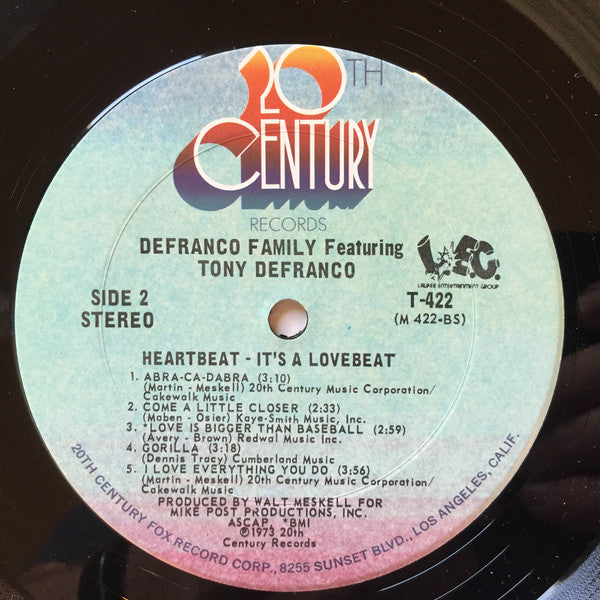 20TH
CENTURY
RECORDS
DEFRANCO FAMILY Featuring
TONY DEFRANCO
L.E.G.
LAUFER ENTERTAINMENT GROUP
SIDE 2
STEREO
T-422
(M 422-BS)
HEARTBEAT - IT'S A LOVEBEAT
1. ABRA-CA-DABRA (3:10)
(Martin - Meskell) 20th Century Music Corporation/
Cakewalk Music
2. COME A LITTLE CLOSER (2:33)
(Maben - Osier) Kaye-Smith Music, Inc.
3. *LOVE IS BIGGER THAN BASEBALL (2:59)
(Avery - Brown) Redwal Music Inc.
4. GORILLA (3:18)
(Dennis Tracy) Cumberland Music
5. I LOVE EVERYTHING YOU DO (3:56)
(Martin - Meskell) 20th Century Music Corporation/
Cakewalk Music
PRODUCED BY WALT MESKELL FOR
MIKE POST PRODUCTIONS, INC.
ASCAP, *BMI
℗1973 20th
Century Records
20TH CENTURY FOX RECORD CORP., 8255 SUNSET BLVD., LOS ANGELES, CALIF.